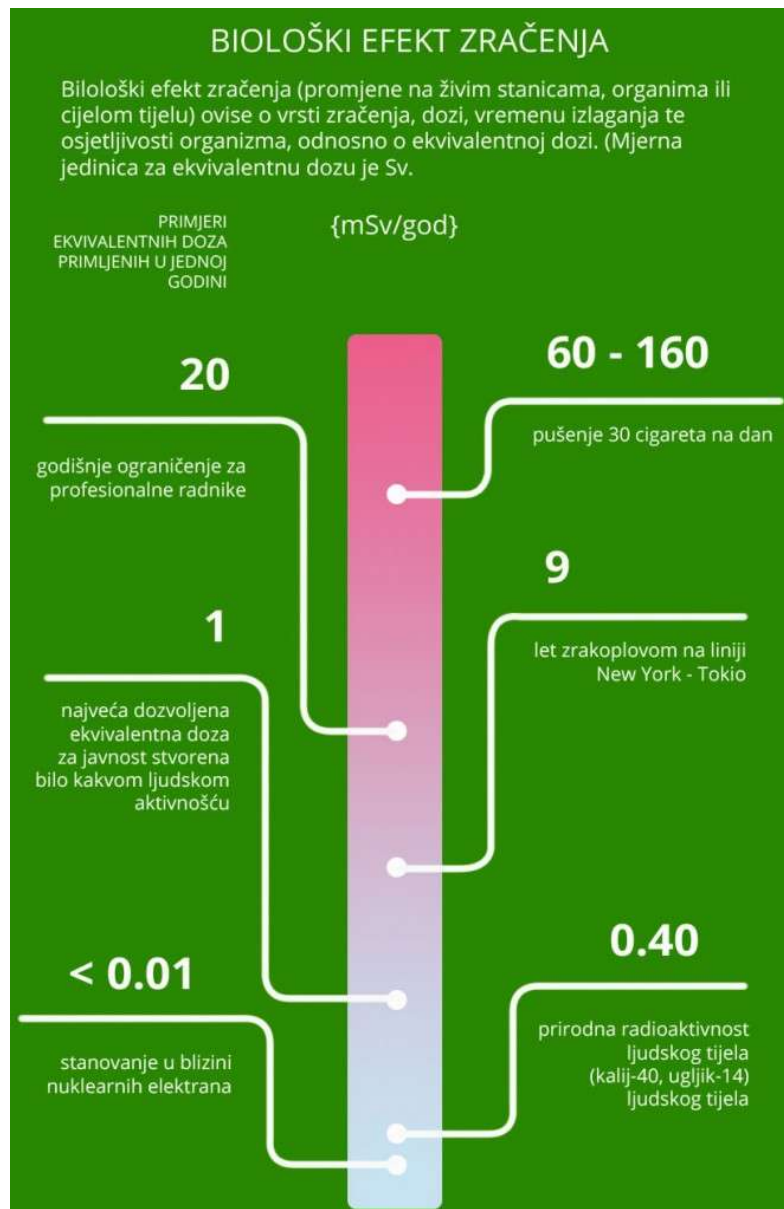 BIOLOŠKI EFEKT ZRAČENJA
Bilološki efekt zračenja (promjene na živim stanicama, organima ili
cijelom tijelu) ovise o vrsti zračenja, dozi, vremenu izlaganja te
osjetljivosti organizma, odnosno o ekvivalentnoj dozi. (Mjerna
jedinica za ekvivalentnu dozu je Sv.
PRIMJERI
EKVIVALENTNIH DOZA
PRIMLJENIH U JEDNOJ
GODINI
{mSv/god}
60 - 160
pušenje 30 cigareta na dan
20
godišnje ograničenje za
profesionalne radnike
9
let zrakoplovom na liniji
New York - Tokio
1
najveća dozvoljena
ekvivalentna doza
za javnost stvorena
bilo kakvom ljudskom
aktivnošću
0.40
prirodna radioaktivnost
ljudskog tijela
(kalij-40, ugljik-14)
ljudskog tijela
< 0.01
stanovanje u blizini
nuklearnih elektrana